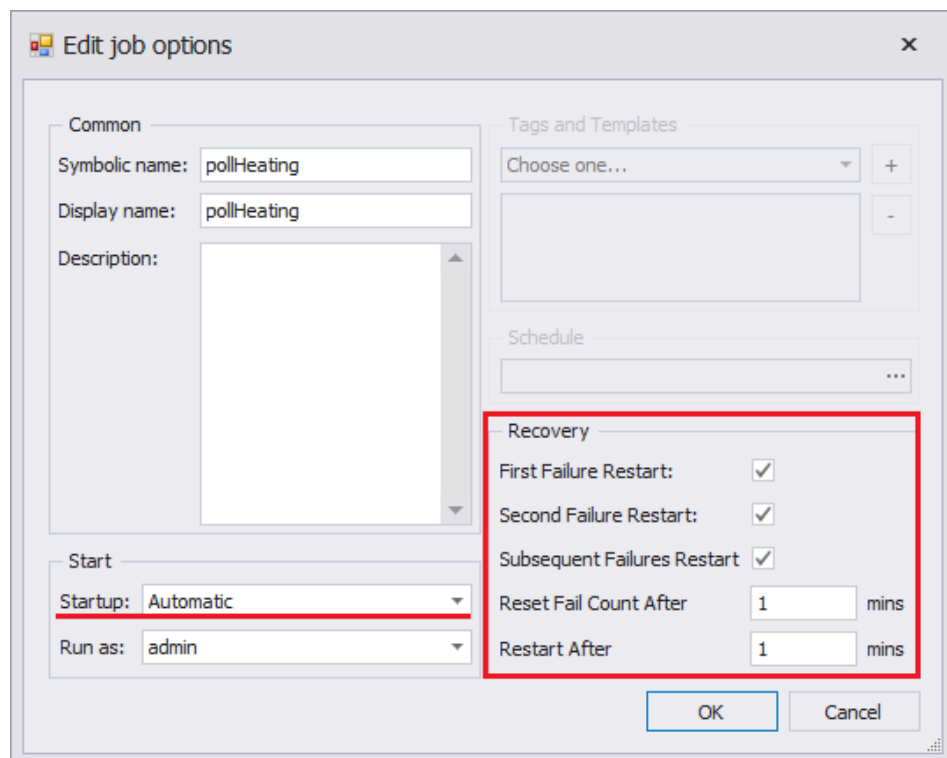 Edit job options
Common
Symbolic name: pollHeating
Display name: pollHeating
Description:
Start
Startup: Automatic
Run as: admin
Tags and Templates
Choose one...
+
-
Schedule
...
Recovery
First Failure Restart:
Second Failure Restart:
Subsequent Failures Restart
Reset Fail Count After 1 mins
Restart After 1 mins
OK Cancel